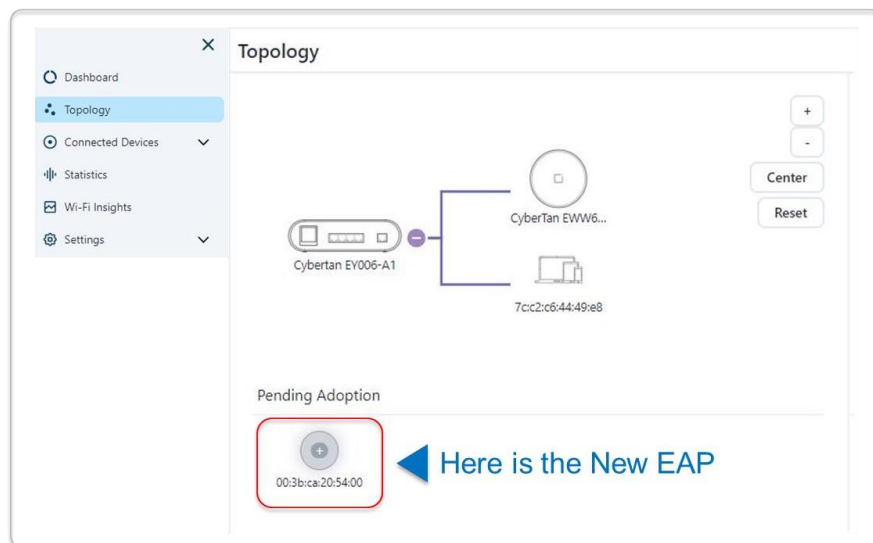 Topology
Dashboard
Topology
Connected Devices
Statistics
Wi-Fi Insights
Settings
+
-
Center
Reset
CyberTan EWW6...
Cybertan EY006-A1
7c:c2:c6:44:49:e8
Pending Adoption
00:3b:ca:20:54:00
Here is the New EAP